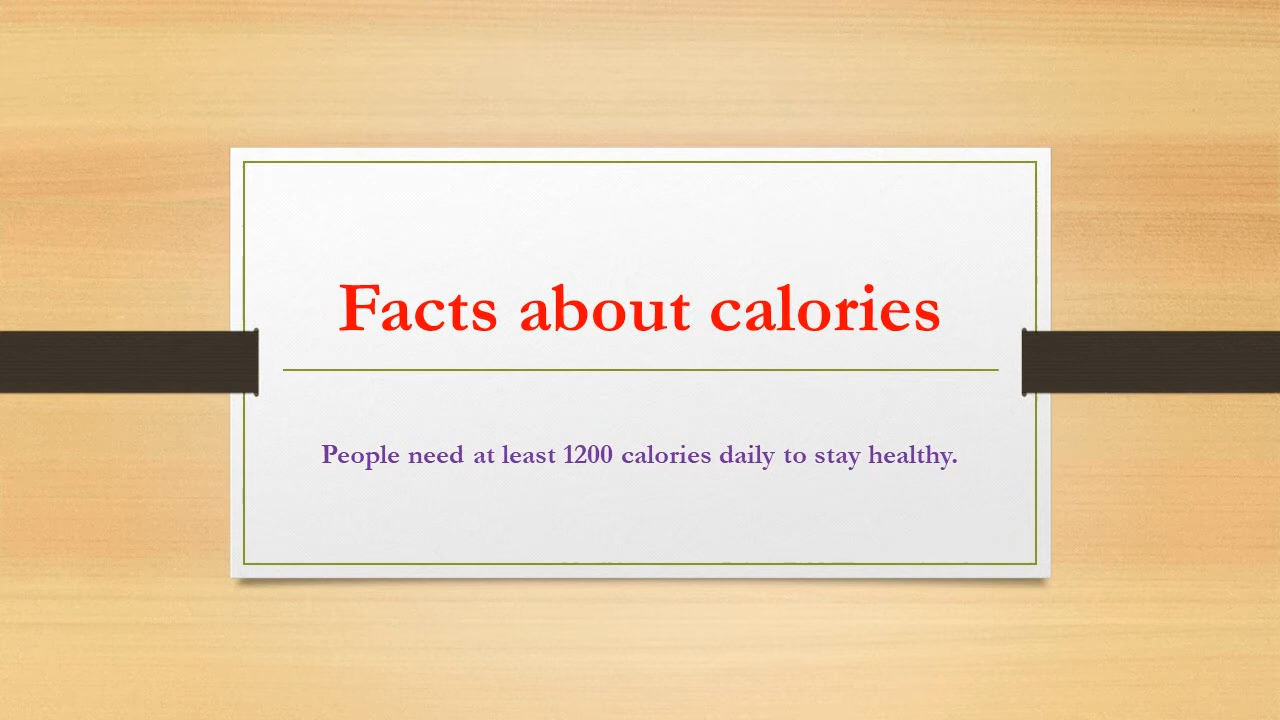 Facts about calories
People need at least 1200 calories daily to stay healthy.